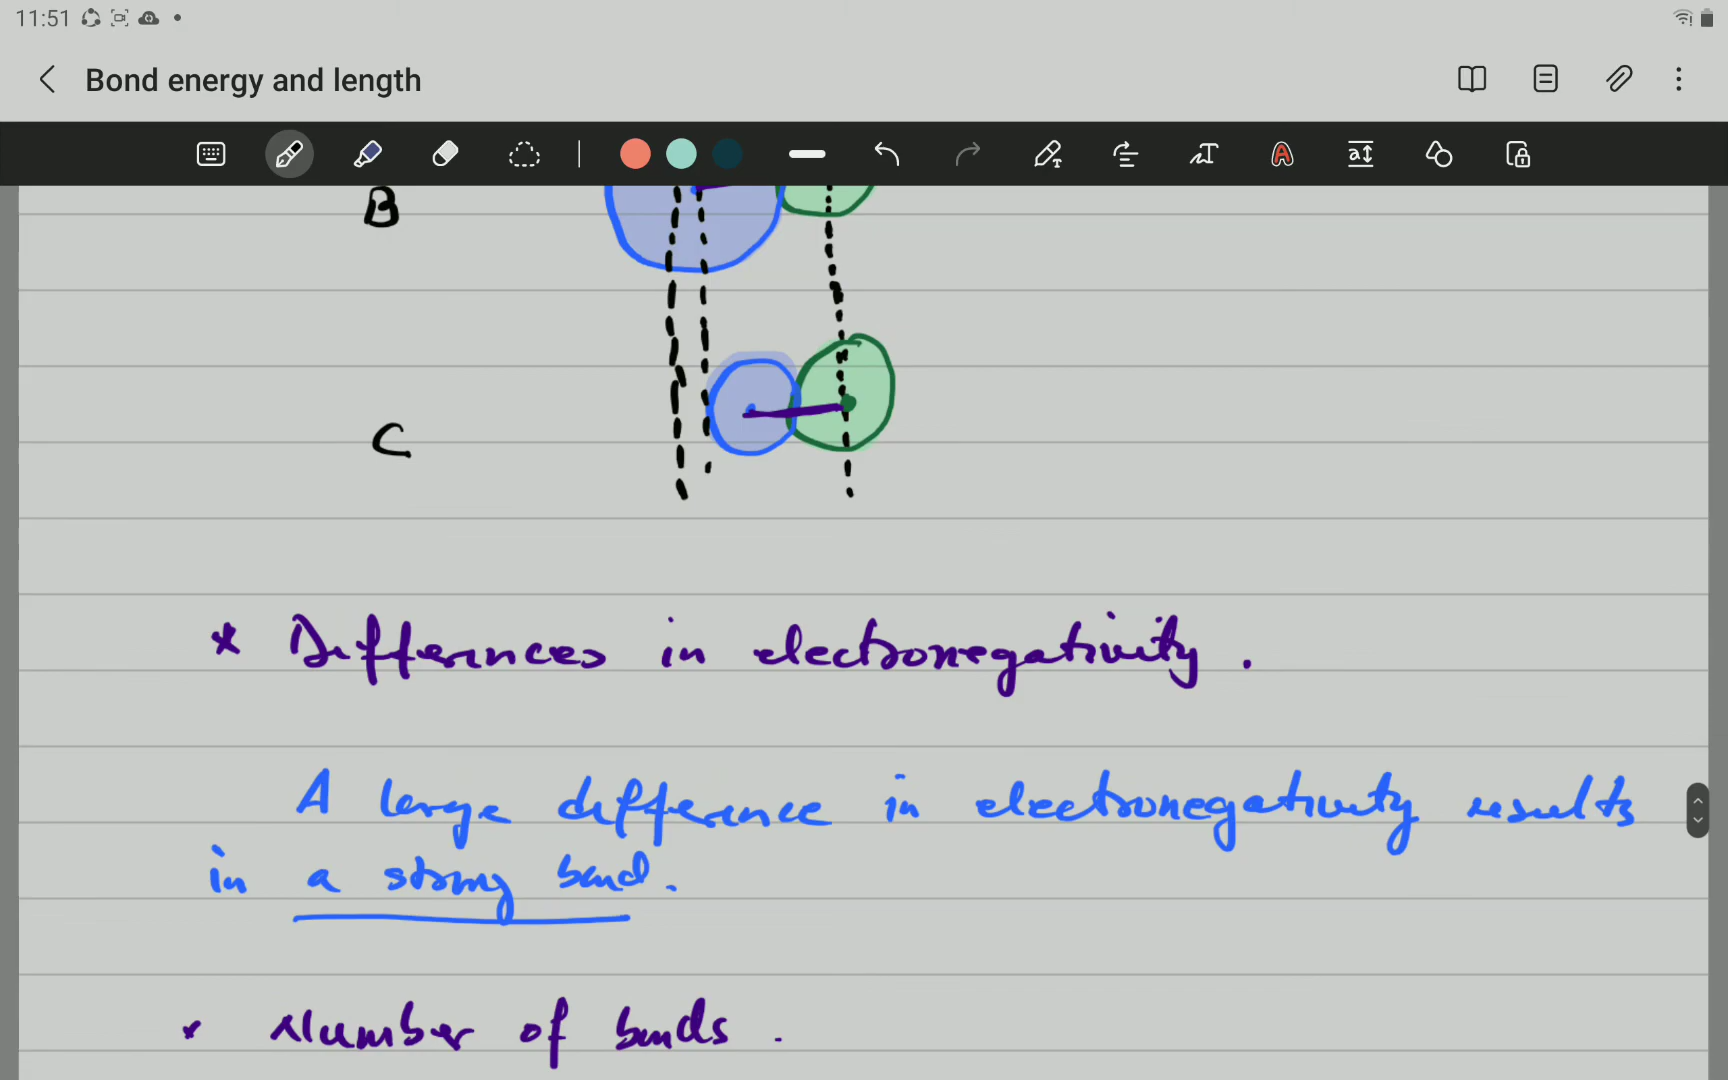 11:51
Bond energy and length
B
C
* Differences in electronegativity.
A large difference in electronegativity results
in a strong bond.
* Number of bonds.